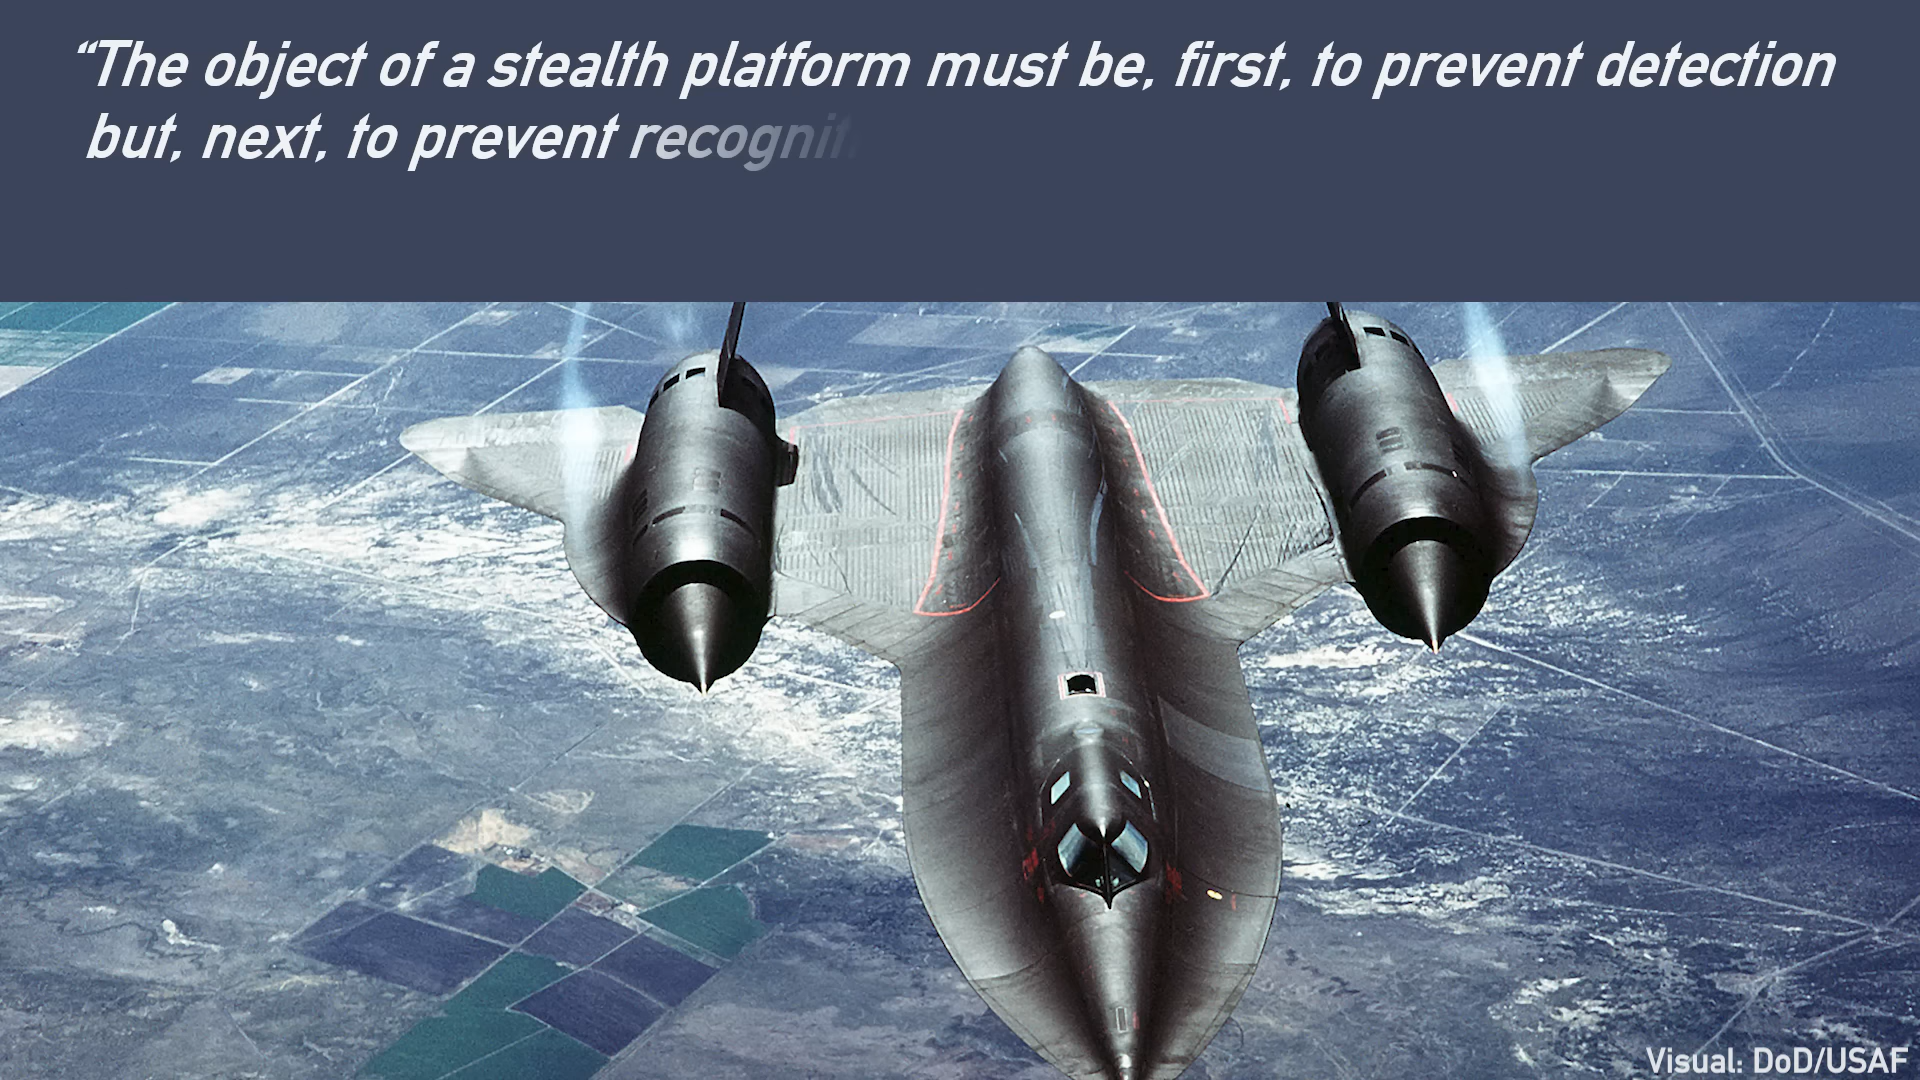 “The object of a stealth platform must be, first, to prevent detection
but, next, to prevent
Visual: DoD/USAF